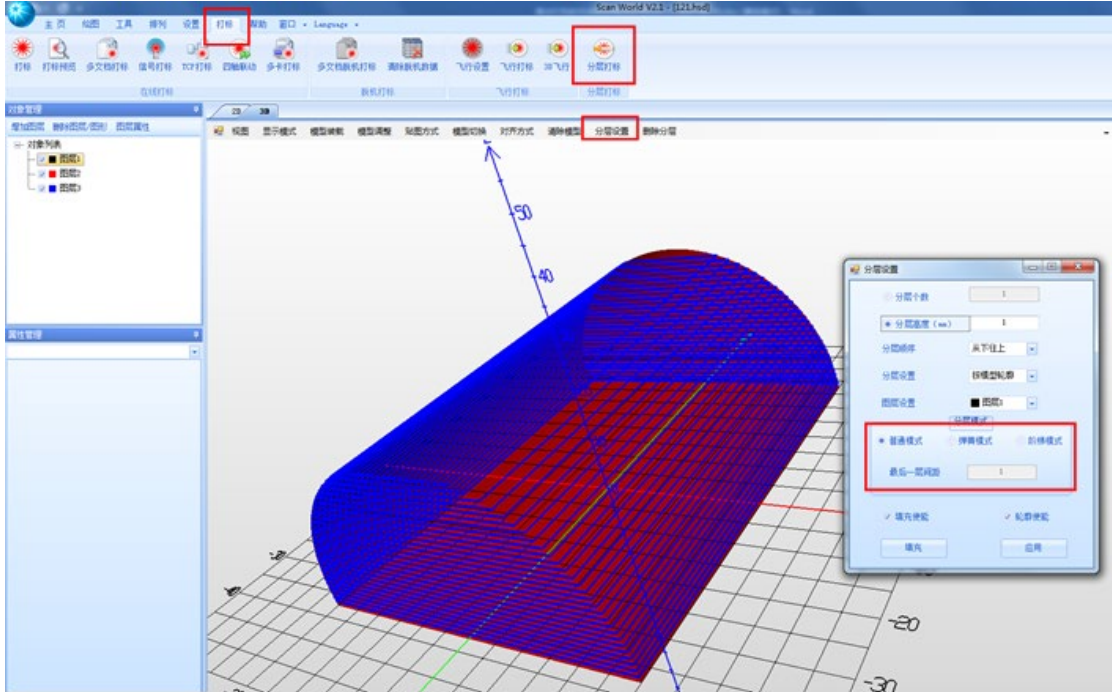 Scan World V2.1 - [121.hsd]
主页 绘图 工具 排列 设置 打标 帮助 窗口 Language
打标 打标预览 多文档打标 信号打标 TCP打标 四轴联动 多卡打标 多文档脱机打标 清除脱机数据 飞行设置 飞行打标 3D飞行 分层打标
在线打标 脱机打标 飞行打标 分层打标
对象管理
增加图层 删除图层/图形 图层属性
对象列表
图层1
图层2
图层3
属性管理
2D 3D
视图 显示模式 模型装载 模型调整 贴图方式 模型切换 对齐方式 清除模型 分层设置 删除分层
50
40
-20
-30
分层设置
分层个数 1
分层高度 (mm) 1
分层顺序 从下往上
分层设置 按模型轮廓
图层设置 图层1
分层模式
普通模式 弹簧模式 阶梯模式
最后一层间距 1
填充使能 轮廓使能
填充 应用